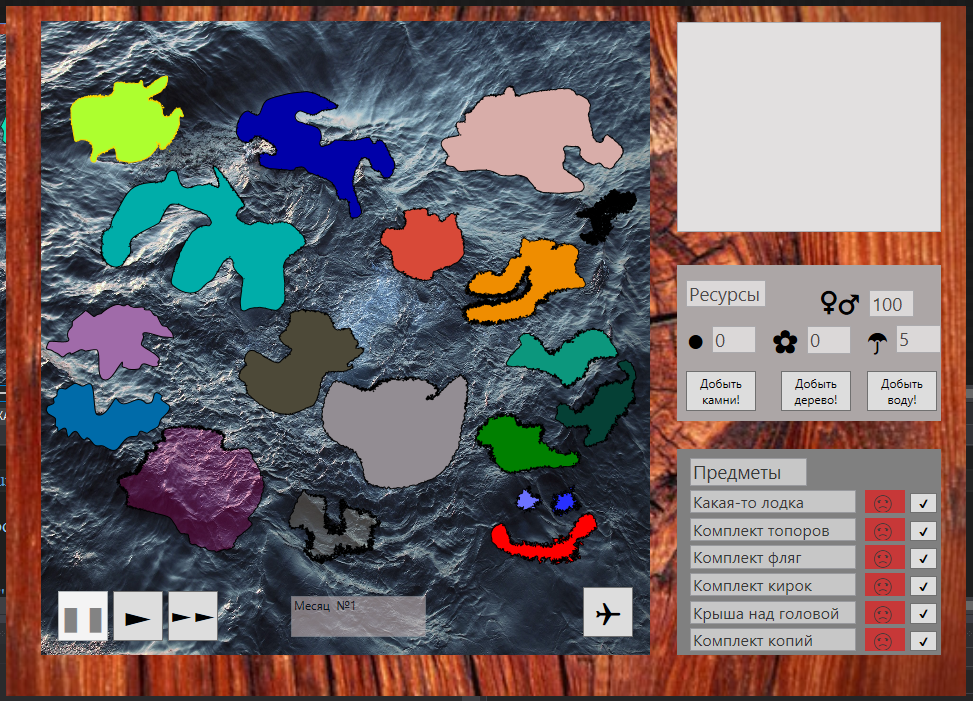 Ресурсы
100
0
0
5
Добыть
камни!
Добыть
дерево!
Добыть
воду!
Предметы
Какая-то лодка
Комплект топоров
Комплект фляг
Комплект кирок
Крыша над головой
Комплект копий
Месяц №1